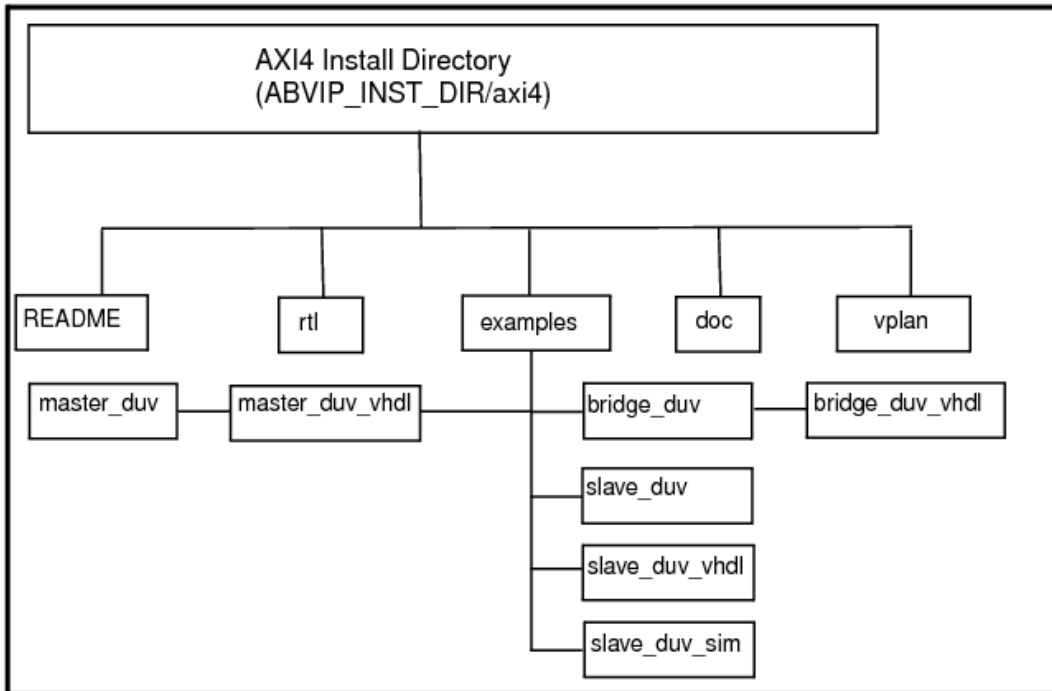 AXI4 Install Directory
(ABVIP_INST_DIR/axi4)
README
rtl
examples
doc
vplan
master_duv
master_duv_vhdl
bridge_duv
bridge_duv_vhdl
slave_duv
slave_duv_vhdl
slave_duv_sim